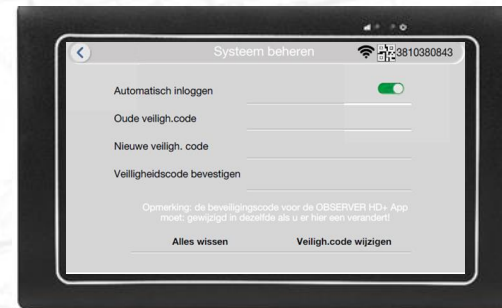 Systeem beheren
3810380843
Automatisch inloggen
Oude veiligh.code
Nieuwe veiligh. code
Veilligheidscode bevestigen
Opmerking: de beveiligingscode voor de OBSERVER HD+ App
moet; gewijzigd in dezelfde als u er hier een verandert!
Alles wissen
Veiligh.code wijzigen